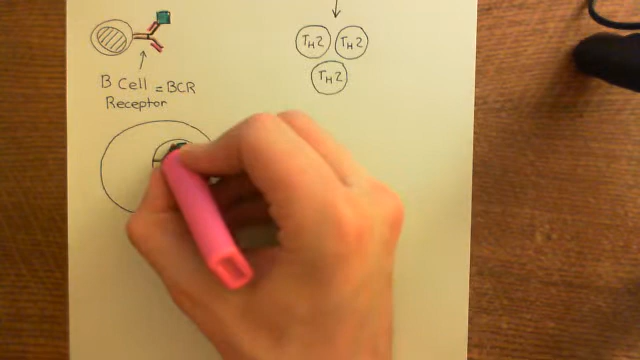 B Cell = BCR
Receptor
TH2 TH2
TH2